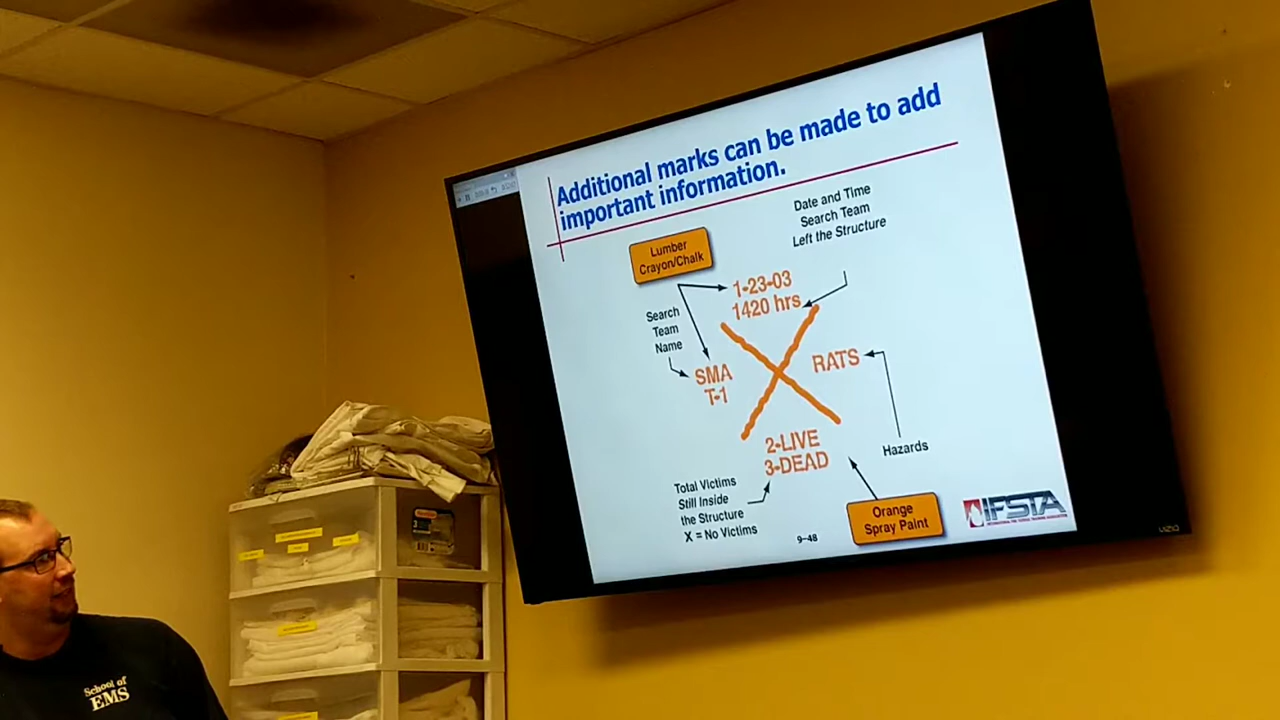 Additional marks can be made to add
important information.
Date and Time
Search Team
Left the Structure
Lumber
Crayon/Chalk
1-23-03
1420 hrs
Search
Team
Name
SMA
T-1
RATS
2-LIVE
3-DEAD
Hazards
Total Victims
Still Inside
the Structure
X = No Victims
9-48
Orange
Spray Paint
IFSTA
VIZIO
School of
EMS